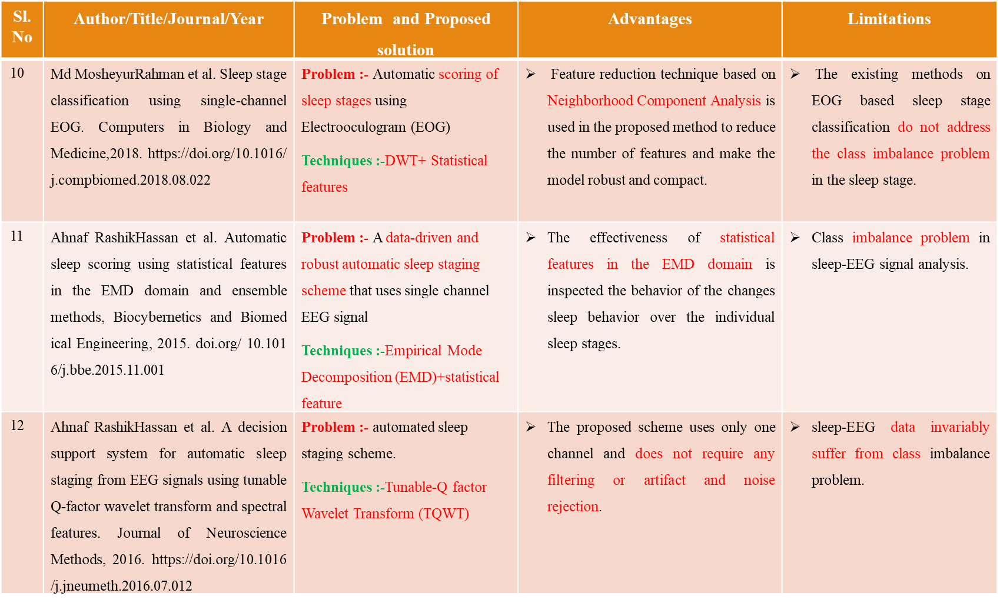 Sl.
No
Author/Title/Journal/Year
Problem and Proposed
solution
Advantages
Limitations
10
Md MosheyurRahman et al. Sleep stage
classification using single-channel
EOG. Computers in Biology and
Medicine,2018. https://doi.org/10.1016/
j.compbiomed.2018.08.022
Problem :- Automatic scoring of
sleep stages using
Electrooculogram (EOG)
Techniques :-DWT+ Statistical
features
➢ Feature reduction technique based on
Neighborhood Component Analysis is
used in the proposed method to reduce
the number of features and make the
model robust and compact.
➢ The existing methods on
EOG based sleep stage
classification do not address
the class imbalance problem
in the sleep stage.
11
Ahnaf RashikHassan et al. Automatic
sleep scoring using statistical features
in the EMD domain and ensemble
methods, Biocybernetics and Biomed
ical Engineering, 2015. doi.org/ 10.101
6/j.bbe.2015.11.001
Problem :- A data-driven and
robust automatic sleep staging
scheme that uses single channel
EEG signal
Techniques :-Empirical Mode
Decomposition (EMD)+statistical
feature
➢ The effectiveness of statistical
features in the EMD domain is
inspected the behavior of the changes
sleep behavior over the individual
sleep stages.
➢ Class imbalance problem in
sleep-EEG signal analysis.
12
Ahnaf RashikHassan et al. A decision
support system for automatic sleep
staging from EEG signals using tunable
Q-factor wavelet transform and spectral
features. Journal of Neuroscience
Methods, 2016. https://doi.org/10.1016
/j.jneumeth.2016.07.012
Problem :- automated sleep
staging scheme.
Techniques :-Tunable-Q factor
Wavelet Transform (TQWT)
➢ The proposed scheme uses only one
channel and does not require any
filtering or artifact and noise
rejection.
➢ sleep-EEG data invariably
suffer from class imbalance
problem.